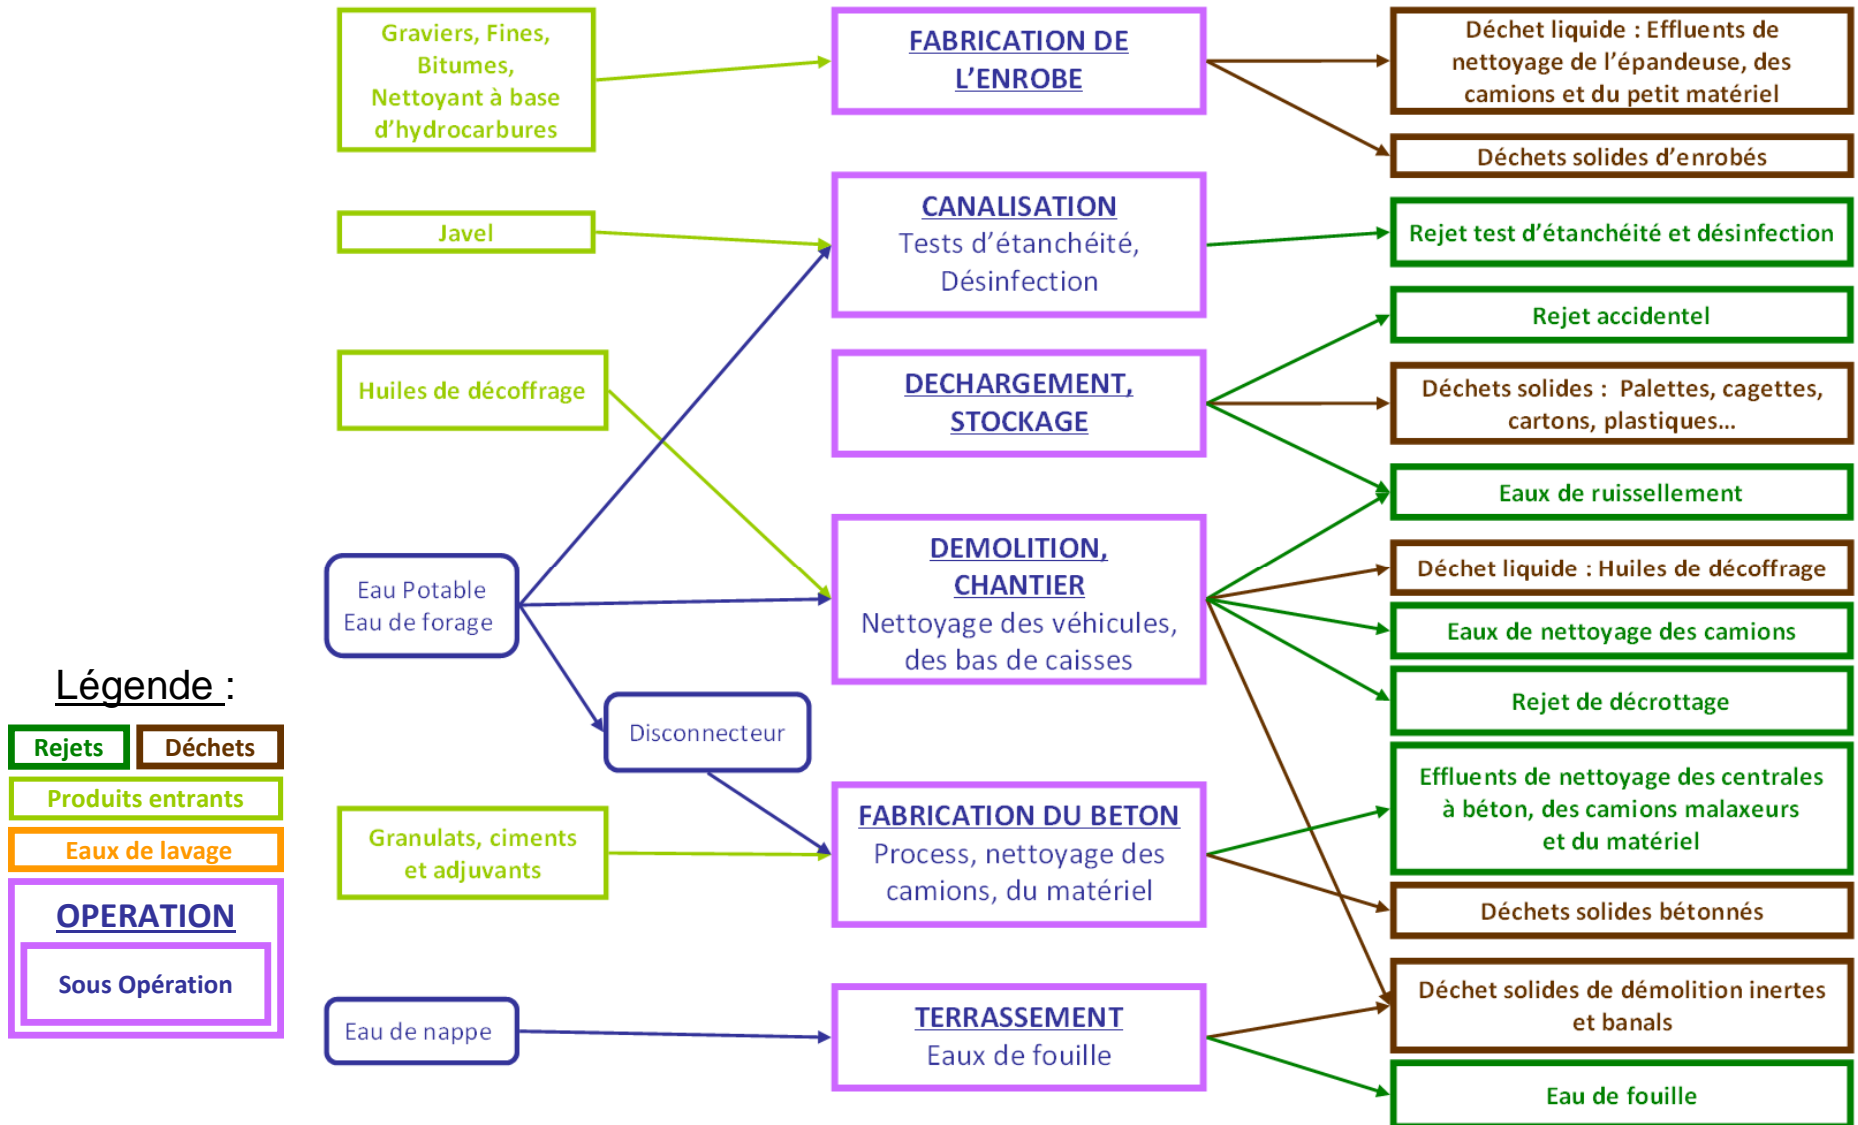 Graviers, Fines,
Bitumes,
Nettoyant à base
d'hydrocarbures
Javel
Huiles de décoffrage
Eau Potable
Eau de forage
Disconnecteur
Granulats, ciments
et adjuvants
Eau de nappe
Légende :
Rejets
Déchets
Produits entrants
Eaux de lavage
OPERATION
Sous Opération
FABRICATION DE
L'ENROBE
CANALISATION
Tests d'étanchéité,
Désinfection
DECHARGEMENT,
STOCKAGE
DEMOLITION,
CHANTIER
Nettoyage des véhicules,
des bas de caisses
FABRICATION DU BETON
Process, nettoyage des
camions, du matériel
TERRASSEMENT
Eaux de fouille
Déchet liquide : Effluents de
nettoyage de l'épandeuse, des
camions et du petit matériel
Déchets solides d'enrobés
Rejet test d'étanchéité et désinfection
Rejet accidentel
Déchets solides : Palettes, cagettes,
cartons, plastiques...
Eaux de ruissellement
Déchet liquide : Huiles de décoffrage
Eaux de nettoyage des camions
Rejet de décrottage
Effluents de nettoyage des centrales
à béton, des camions malaxeurs
et du matériel
Déchets solides bétonnés
Déchet solides de démolition inertes
et banals
Eau de fouille